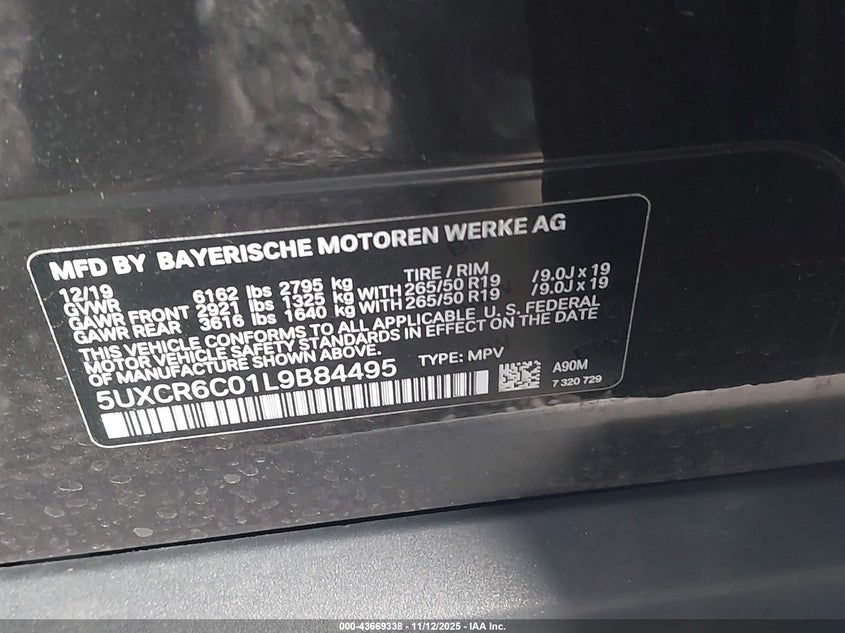 MFD BY BAYERISCHE MOTOREN WERKE AG
12/19 TIRE / RIM
GVWR 6162 lbs 2795 kg
GAWR FRONT 2921 lbs 1325 kg WITH 265/50 R19 /9.0J x 19
GAWR REAR 3616 lbs 1640 kg WITH 265/50 R19 /9.0J x 19
THIS VEHICLE CONFORMS TO ALL APPLICABLE U.S. FEDERAL
MOTOR VEHICLE SAFETY STANDARDS IN EFFECT ON THE DATE
OF MANUFACTURE SHOWN ABOVE. TYPE: MPV
5UXCR6C01L9B84495
A90M
7 320 729
000-43669338 - 11/12/2025 - IAA Inc.